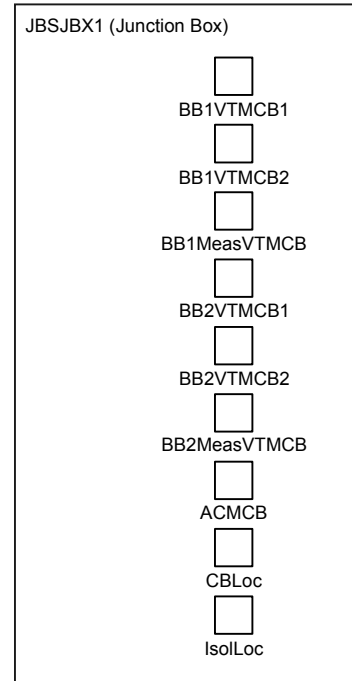 JBSJBX1 (Junction Box)
BB1VTMCB1
BB1VTMCB2
BB1MeasVTMCB
BB2VTMCB1
BB2VTMCB2
BB2MeasVTMCB
ACMCB
CBLoc
IsolLoc